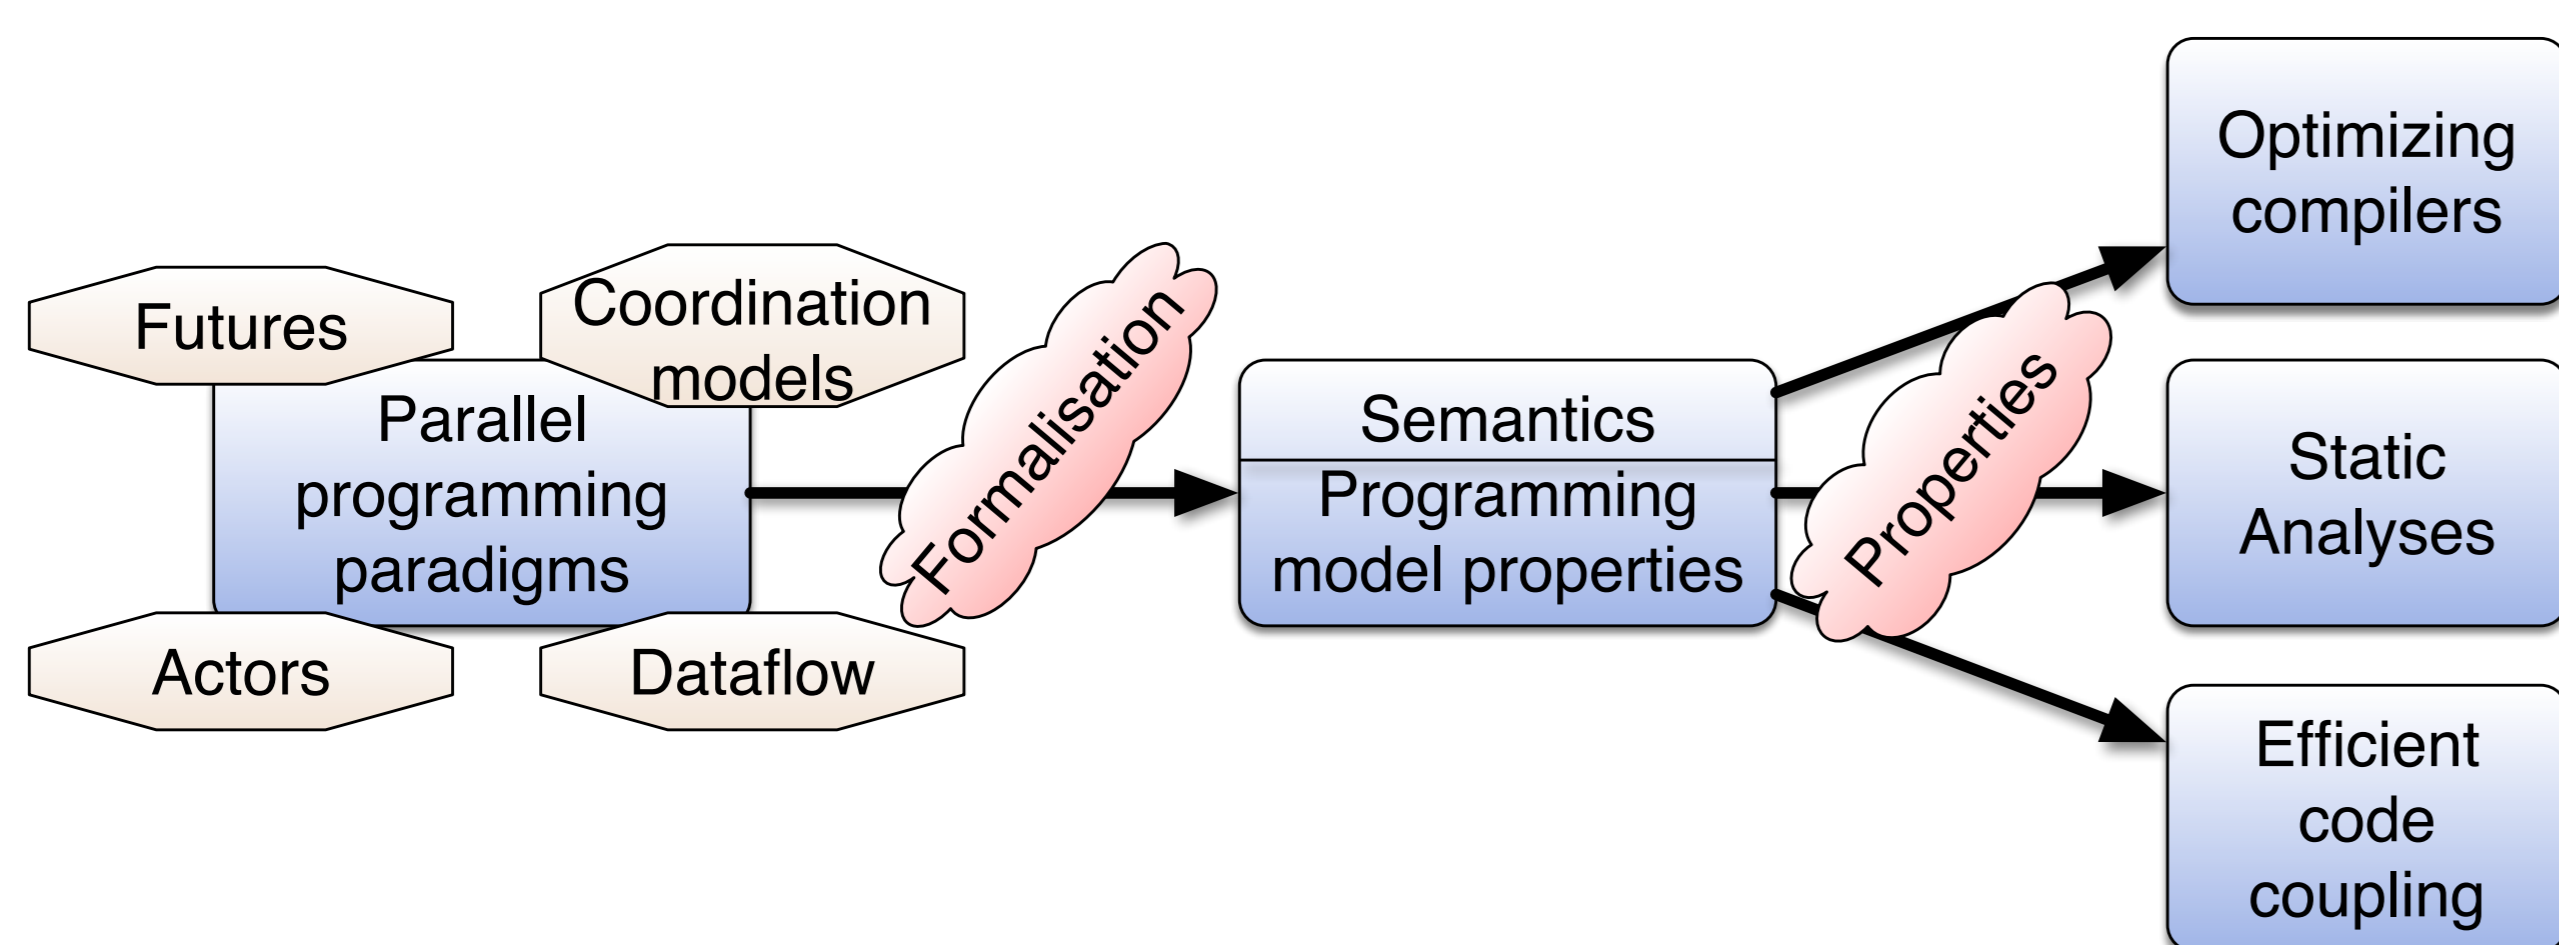 Futures
Coordination
models
Parallel
programming
paradigms
Actors
Dataflow
Formalisation
Semantics
Programming
model properties
Properties
Optimizing
compilers
Static
Analyses
Efficient
code
coupling